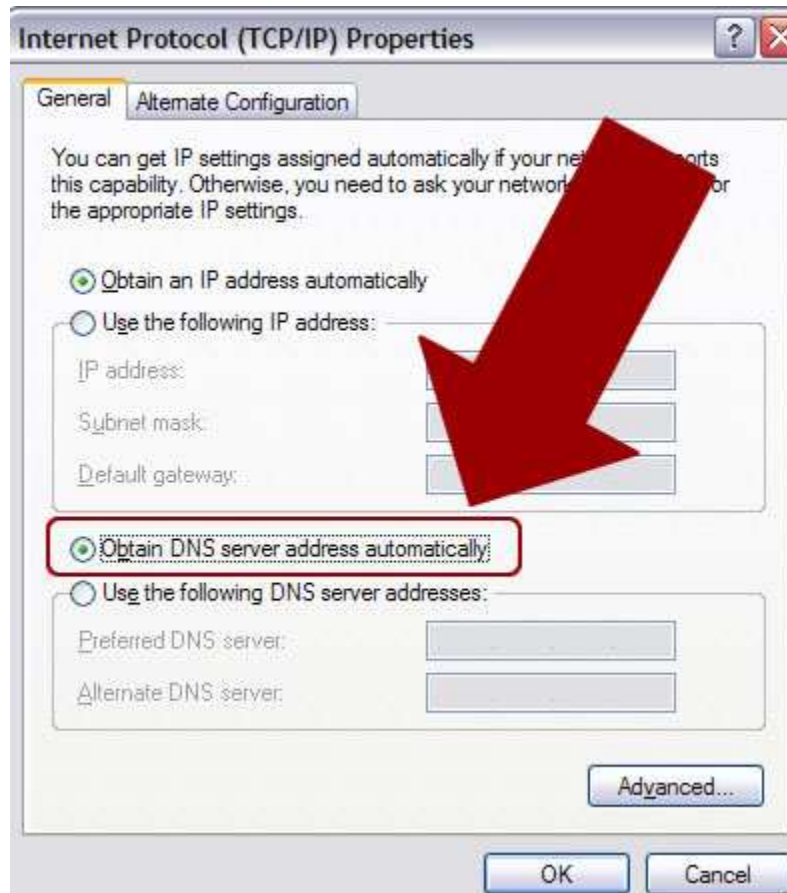 Internet Protocol (TCP/IP) Properties
General
Alternate Configuration
You can get IP settings assigned automatically if your
this capability. Otherwise, you need to ask your
the appropriate IP settings.
Obtain an IP address automatically
Use the following IP address:
IP address:
Subnet mask:
Default gateway:
Obtain DNS server address automatically
Use the following DNS server addresses:
Preferred DNS server:
Alternate DNS server:
Advanced...
OK
Cancel